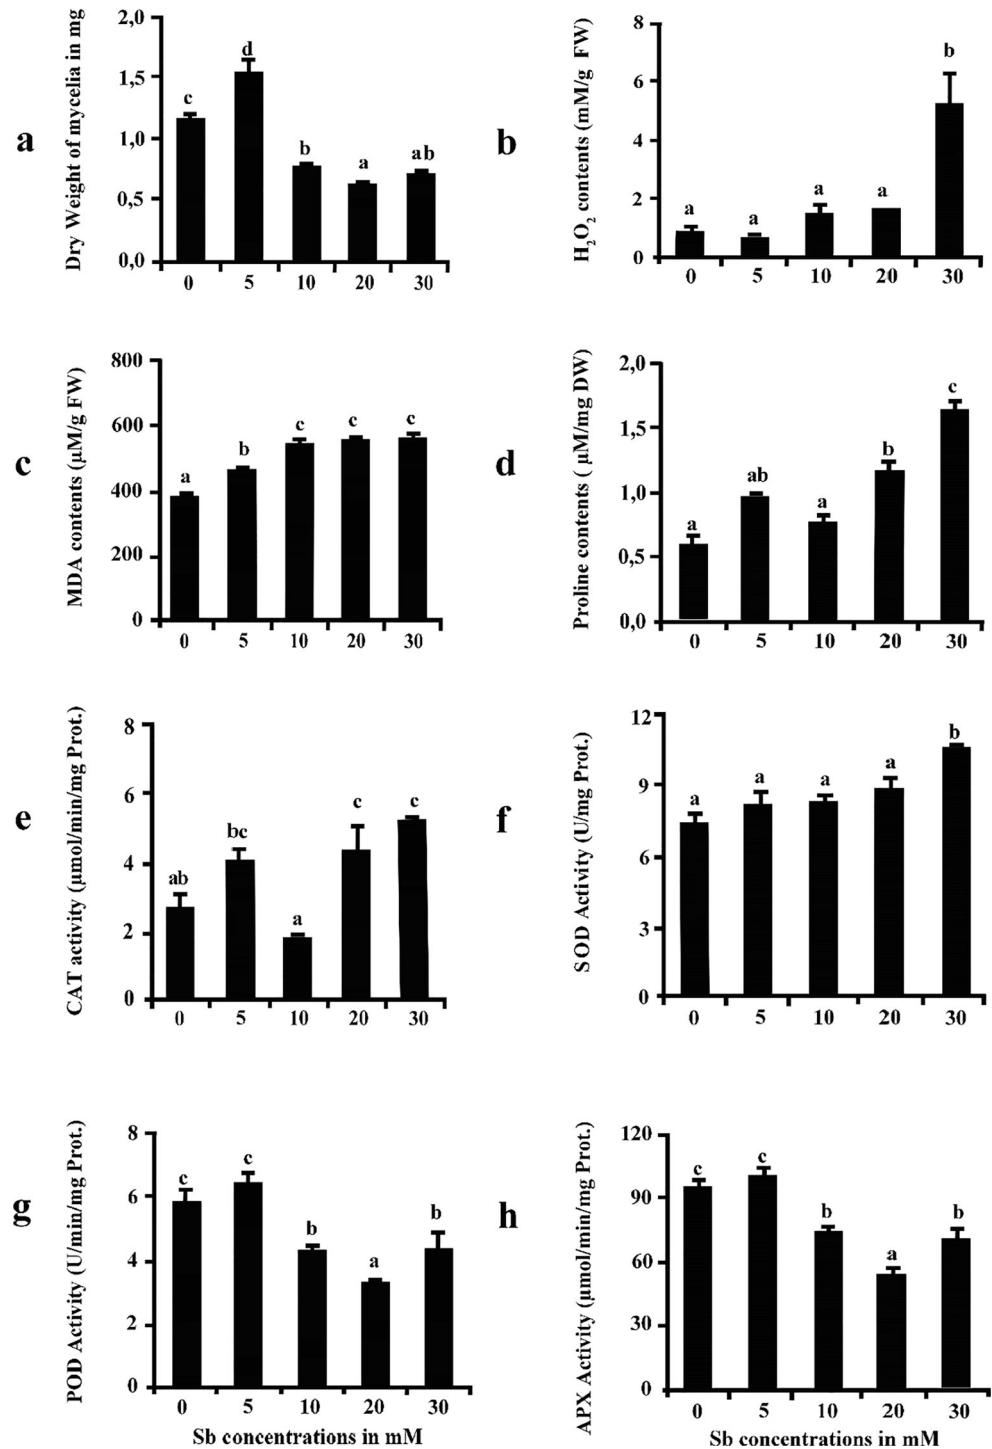 a
Dry Weight of mycelia in mg
2,0
1,5
1,0
0,5
0,0
c
d
b
a
ab
0 5 10 20 30
b
H₂O₂ contents (mM/g FW)
8
6
4
2
0
a
a
a
a
b
0 5 10 20 30
c
MDA contents (µM/g FW)
800
600
400
200
0
a
b
c
c
c
0 5 10 20 30
d
Proline contents ( µM/mg DW)
2,0
1,5
1,0
0,5
0,0
a
ab
a
b
c
0 5 10 20 30
e
CAT activity (µmol/min/mg Prot.)
8
6
4
2
0
ab
bc
a
c
c
0 5 10 20 30
f
SOD Activity (U/mg Prot.)
12
9
6
3
0
a
a
a
a
b
0 5 10 20 30
g
POD Activity (U/min/mg Prot.)
8
6
4
2
0
c
c
b
a
b
0 5 10 20 30
Sb concentrations in mM
h
APX Activity (µmol/min/mg Prot.)
120
90
60
30
0
c
c
b
a
b
0 5 10 20 30
Sb concentrations in mM